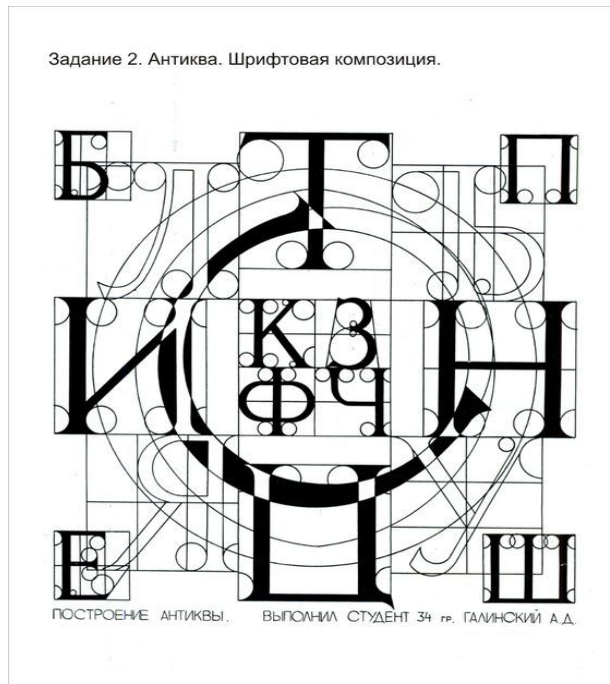 Задание 2. Антиква. Шрифтовая композиция.
Б Т П
Л С Ь
И К З Н
Ф Ч
Я Ц У
Е Ш
ПОСТРОЕНИЕ АНТИКВЫ. ВЫПОЛНИЛ СТУДЕНТ 34 гр. ГАЛИНСКИЙ А.Д.